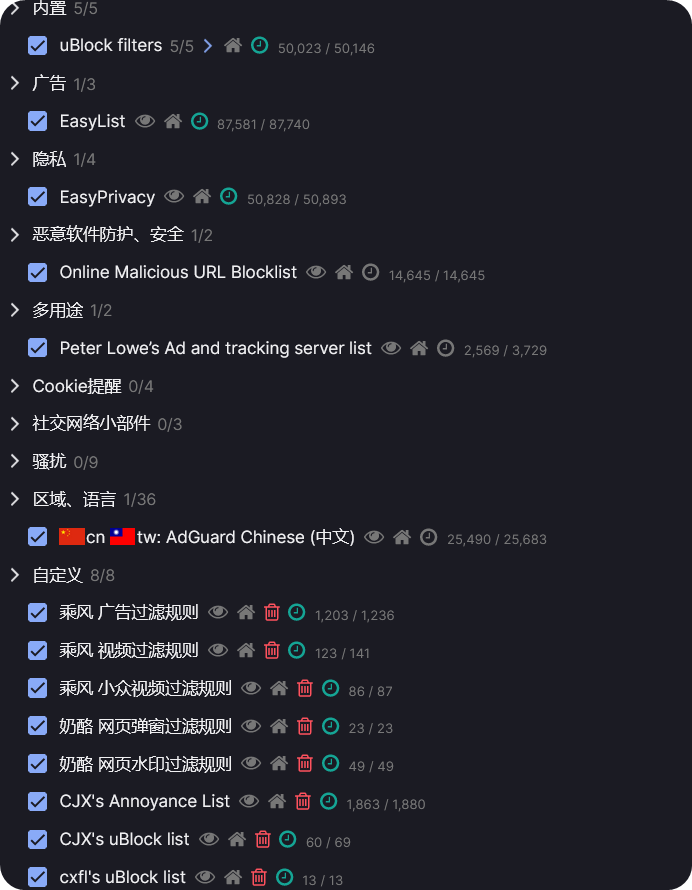 内置 5/5
uBlock filters 5/5 50,023 / 50,146
广告 1/3
EasyList 87,581 / 87,740
隐私 1/4
EasyPrivacy 50,828 / 50,893
恶意软件防护、安全 1/2
Online Malicious URL Blocklist 14,645 / 14,645
多用途 1/2
Peter Lowe’s Ad and tracking server list 2,569 / 3,729
Cookie提醒 0/4
社交网络小部件 0/3
骚扰 0/9
区域、语言 1/36
cn tw: AdGuard Chinese (中文) 25,490 / 25,683
自定义 8/8
乘风 广告过滤规则 1,203 / 1,236
乘风 视频过滤规则 123 / 141
乘风 小众视频过滤规则 86 / 87
奶酪 网页弹窗过滤规则 23 / 23
奶酪 网页水印过滤规则 49 / 49
CJX's Annoyance List 1,863 / 1,880
CJX's uBlock list 60 / 69
cxfl's uBlock list 13 / 13